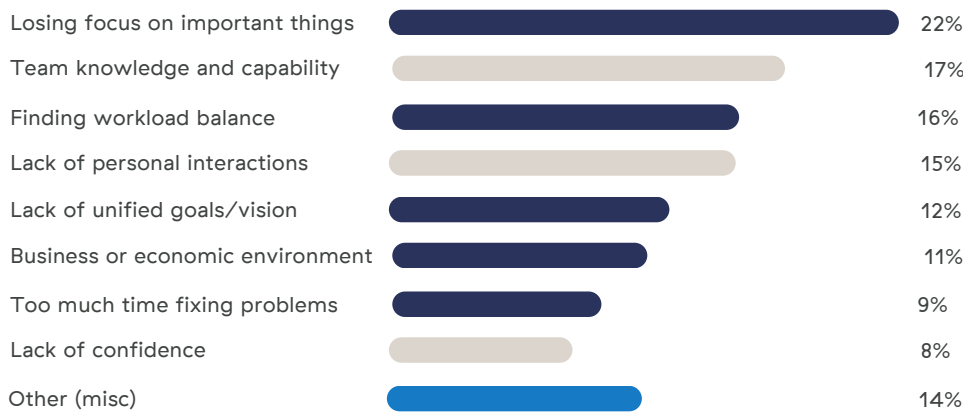 Losing focus on important things 22%
Team knowledge and capability 17%
Finding workload balance 16%
Lack of personal interactions 15%
Lack of unified goals/vision 12%
Business or economic environment 11%
Too much time fixing problems 9%
Lack of confidence 8%
Other (misc) 14%